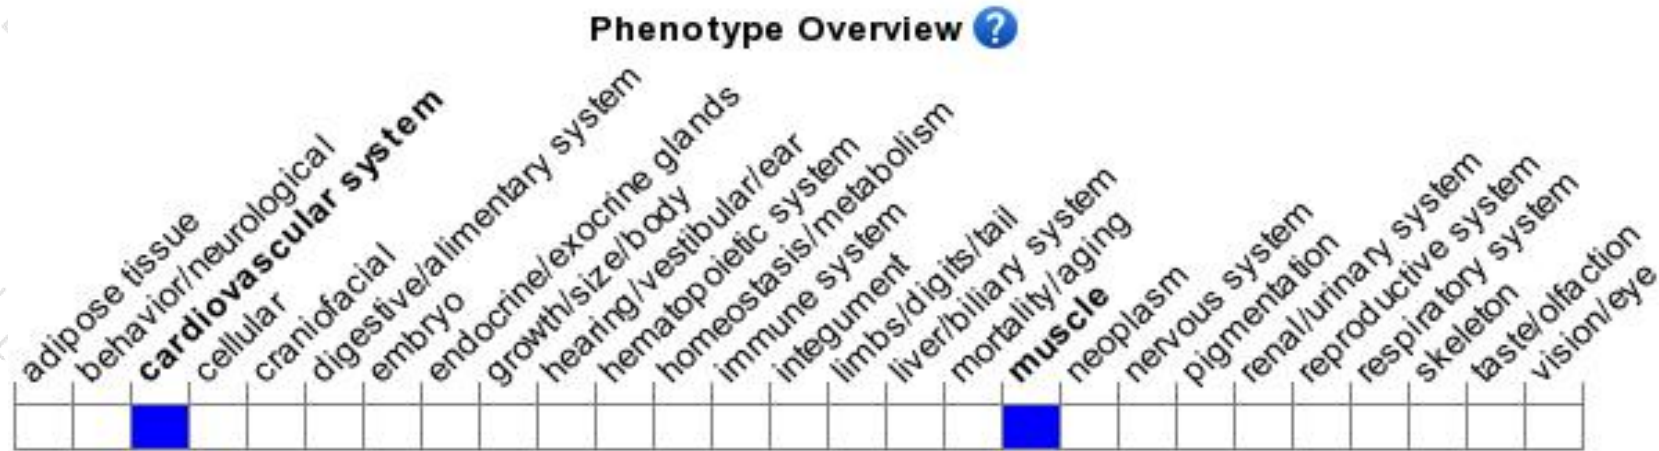 Phenotype Overview ?
adipose tissue
behavior/neurological
cardiovascular system
cellular
craniofacial
digestive/alimentary system
embryo
endocrine/exocrine glands
growth/size/body
hearing/vestibular/ear
hematopoietic system
homeostasis/metabolism
immune system
integument
limbs/digits/tail
liver/biliary system
mortality/aging
muscle
neoplasm
nervous system
pigmentation
renal/urinary system
reproductive system
respiratory system
skeleton
taste/olfaction
vision/eye